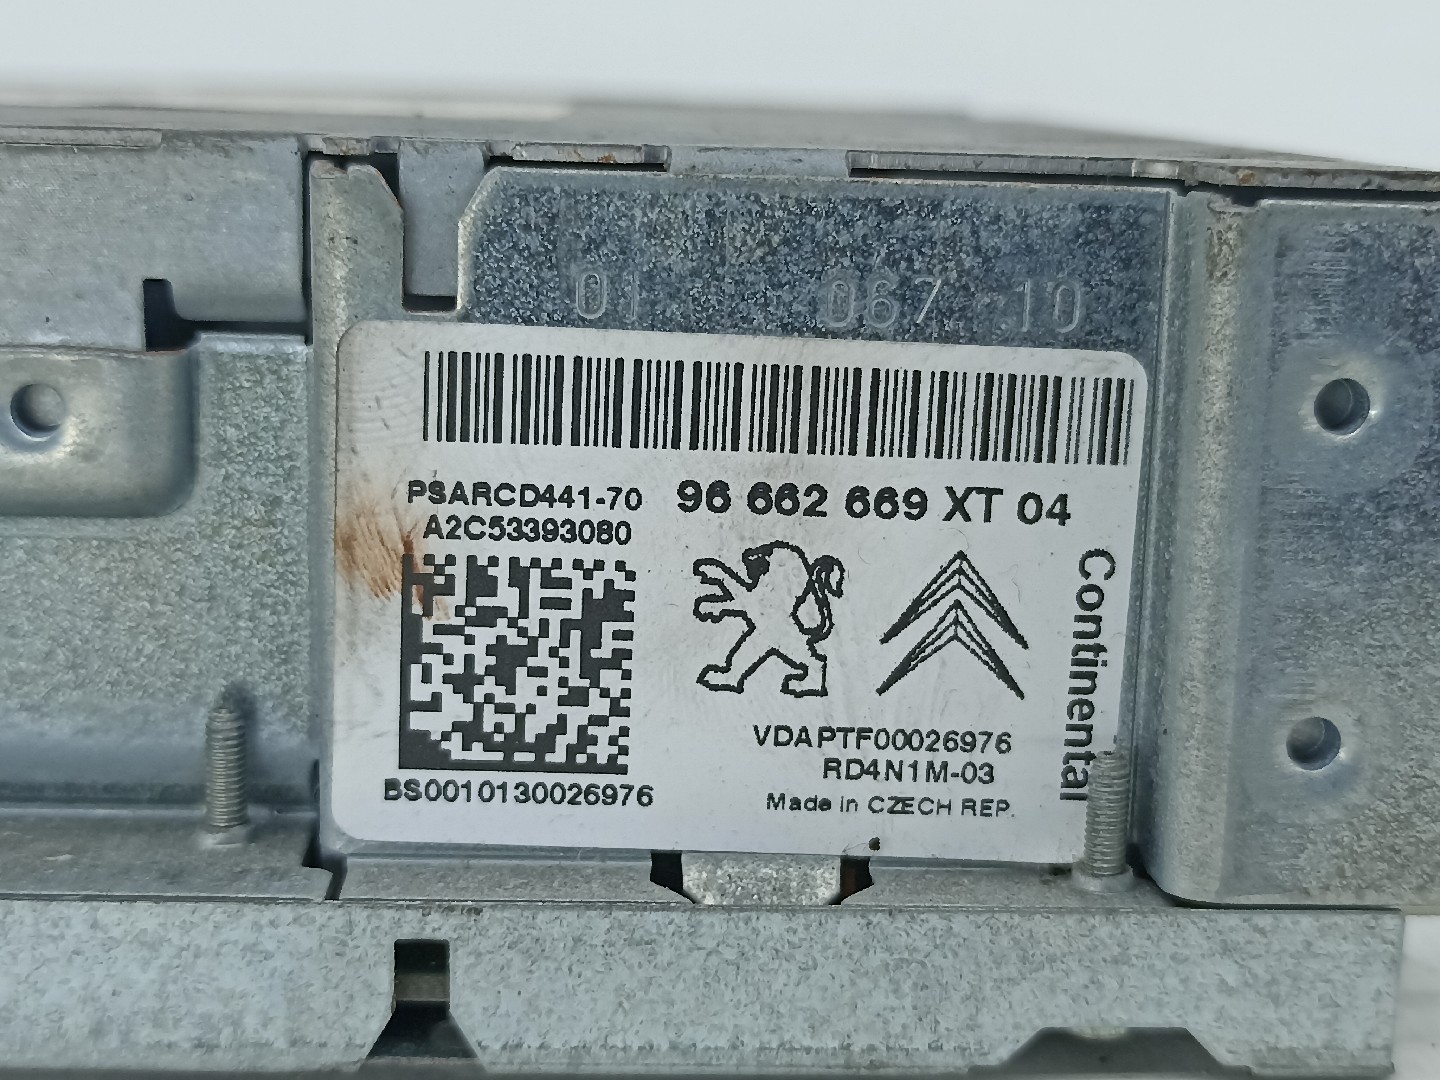 01 067 10
PSARCD441-70 96 662 669 XT 04
A2C53393080
Continental
VDAPTF00026976
RD4N1M-03
BS0010130026976
Made in CZECH REP.